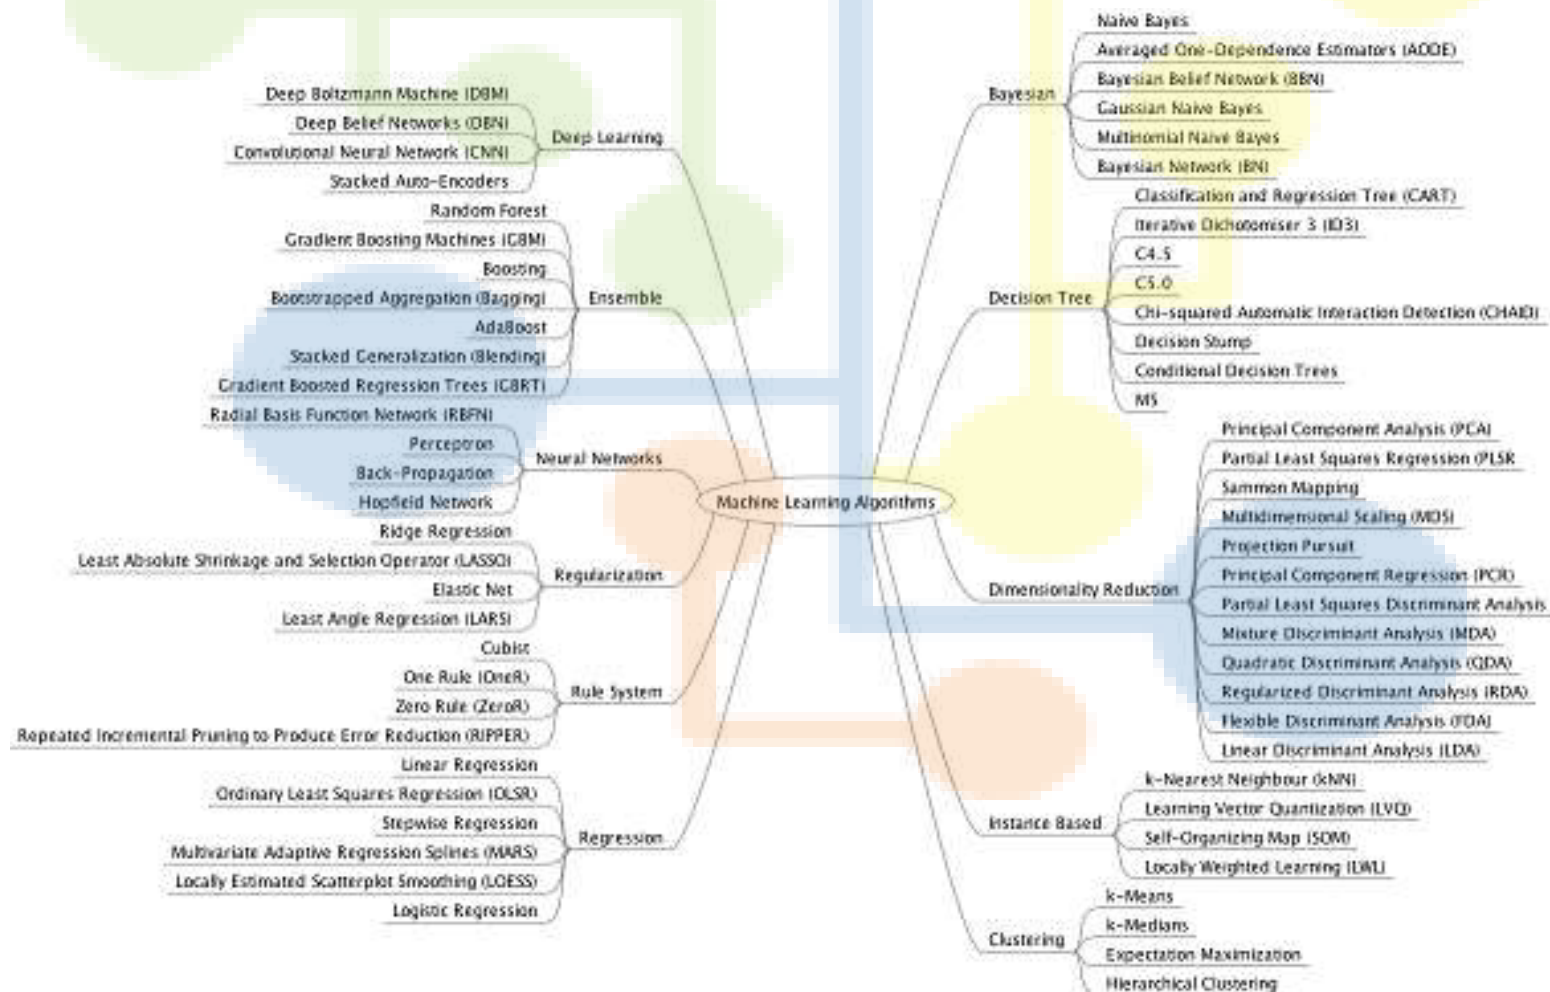 Deep Boltzmann Machine (DBM)
Deep Belief Networks (DBN)
Convolutional Neural Network (CNN)
Stacked Auto-Encoders
Deep Learning
Random Forest
Gradient Boosting Machines (GBM)
Boosting
Bootstrapped Aggregation (Bagging)
AdaBoost
Stacked Generalization (Blending)
Gradient Boosted Regression Trees (GBRT)
Ensemble
Radial Basis Function Network (RBFN)
Perceptron
Back-Propagation
Hopfield Network
Neural Networks
Ridge Regression
Least Absolute Shrinkage and Selection Operator (LASSO)
Elastic Net
Least Angle Regression (LARS)
Regularization
Cubist
One Rule (OneR)
Zero Rule (ZeroR)
Repeated Incremental Pruning to Produce Error Reduction (RIPPER)
Rule System
Linear Regression
Ordinary Least Squares Regression (OLSR)
Stepwise Regression
Multivariate Adaptive Regression Splines (MARS)
Locally Estimated Scatterplot Smoothing (LOESS)
Logistic Regression
Regression
Machine Learning Algorithms
Bayesian
Naive Bayes
Averaged One-Dependence Estimators (AODE)
Bayesian Belief Network (BBN)
Gaussian Naive Bayes
Multinomial Naive Bayes
Bayesian Network (BN)
Decision Tree
Classification and Regression Tree (CART)
Iterative Dichotomiser 3 (ID3)
C4.5
C5.0
Chi-squared Automatic Interaction Detection (CHAID)
Decision Stump
Conditional Decision Trees
M5
Dimensionality Reduction
Principal Component Analysis (PCA)
Partial Least Squares Regression (PLSR
Sammon Mapping
Multidimensional Scaling (MDS)
Projection Pursuit
Principal Component Regression (PCR)
Partial Least Squares Discriminant Analysis
Mixture Discriminant Analysis (MDA)
Quadratic Discriminant Analysis (QDA)
Regularized Discriminant Analysis (RDA)
Flexible Discriminant Analysis (FDA)
Linear Discriminant Analysis (LDA)
Instance Based
k-Nearest Neighbour (kNN)
Learning Vector Quantization (LVQ)
Self-Organizing Map (SOM)
Locally Weighted Learning (LWL)
Clustering
k-Means
k-Medians
Expectation Maximization
Hierarchical Clustering